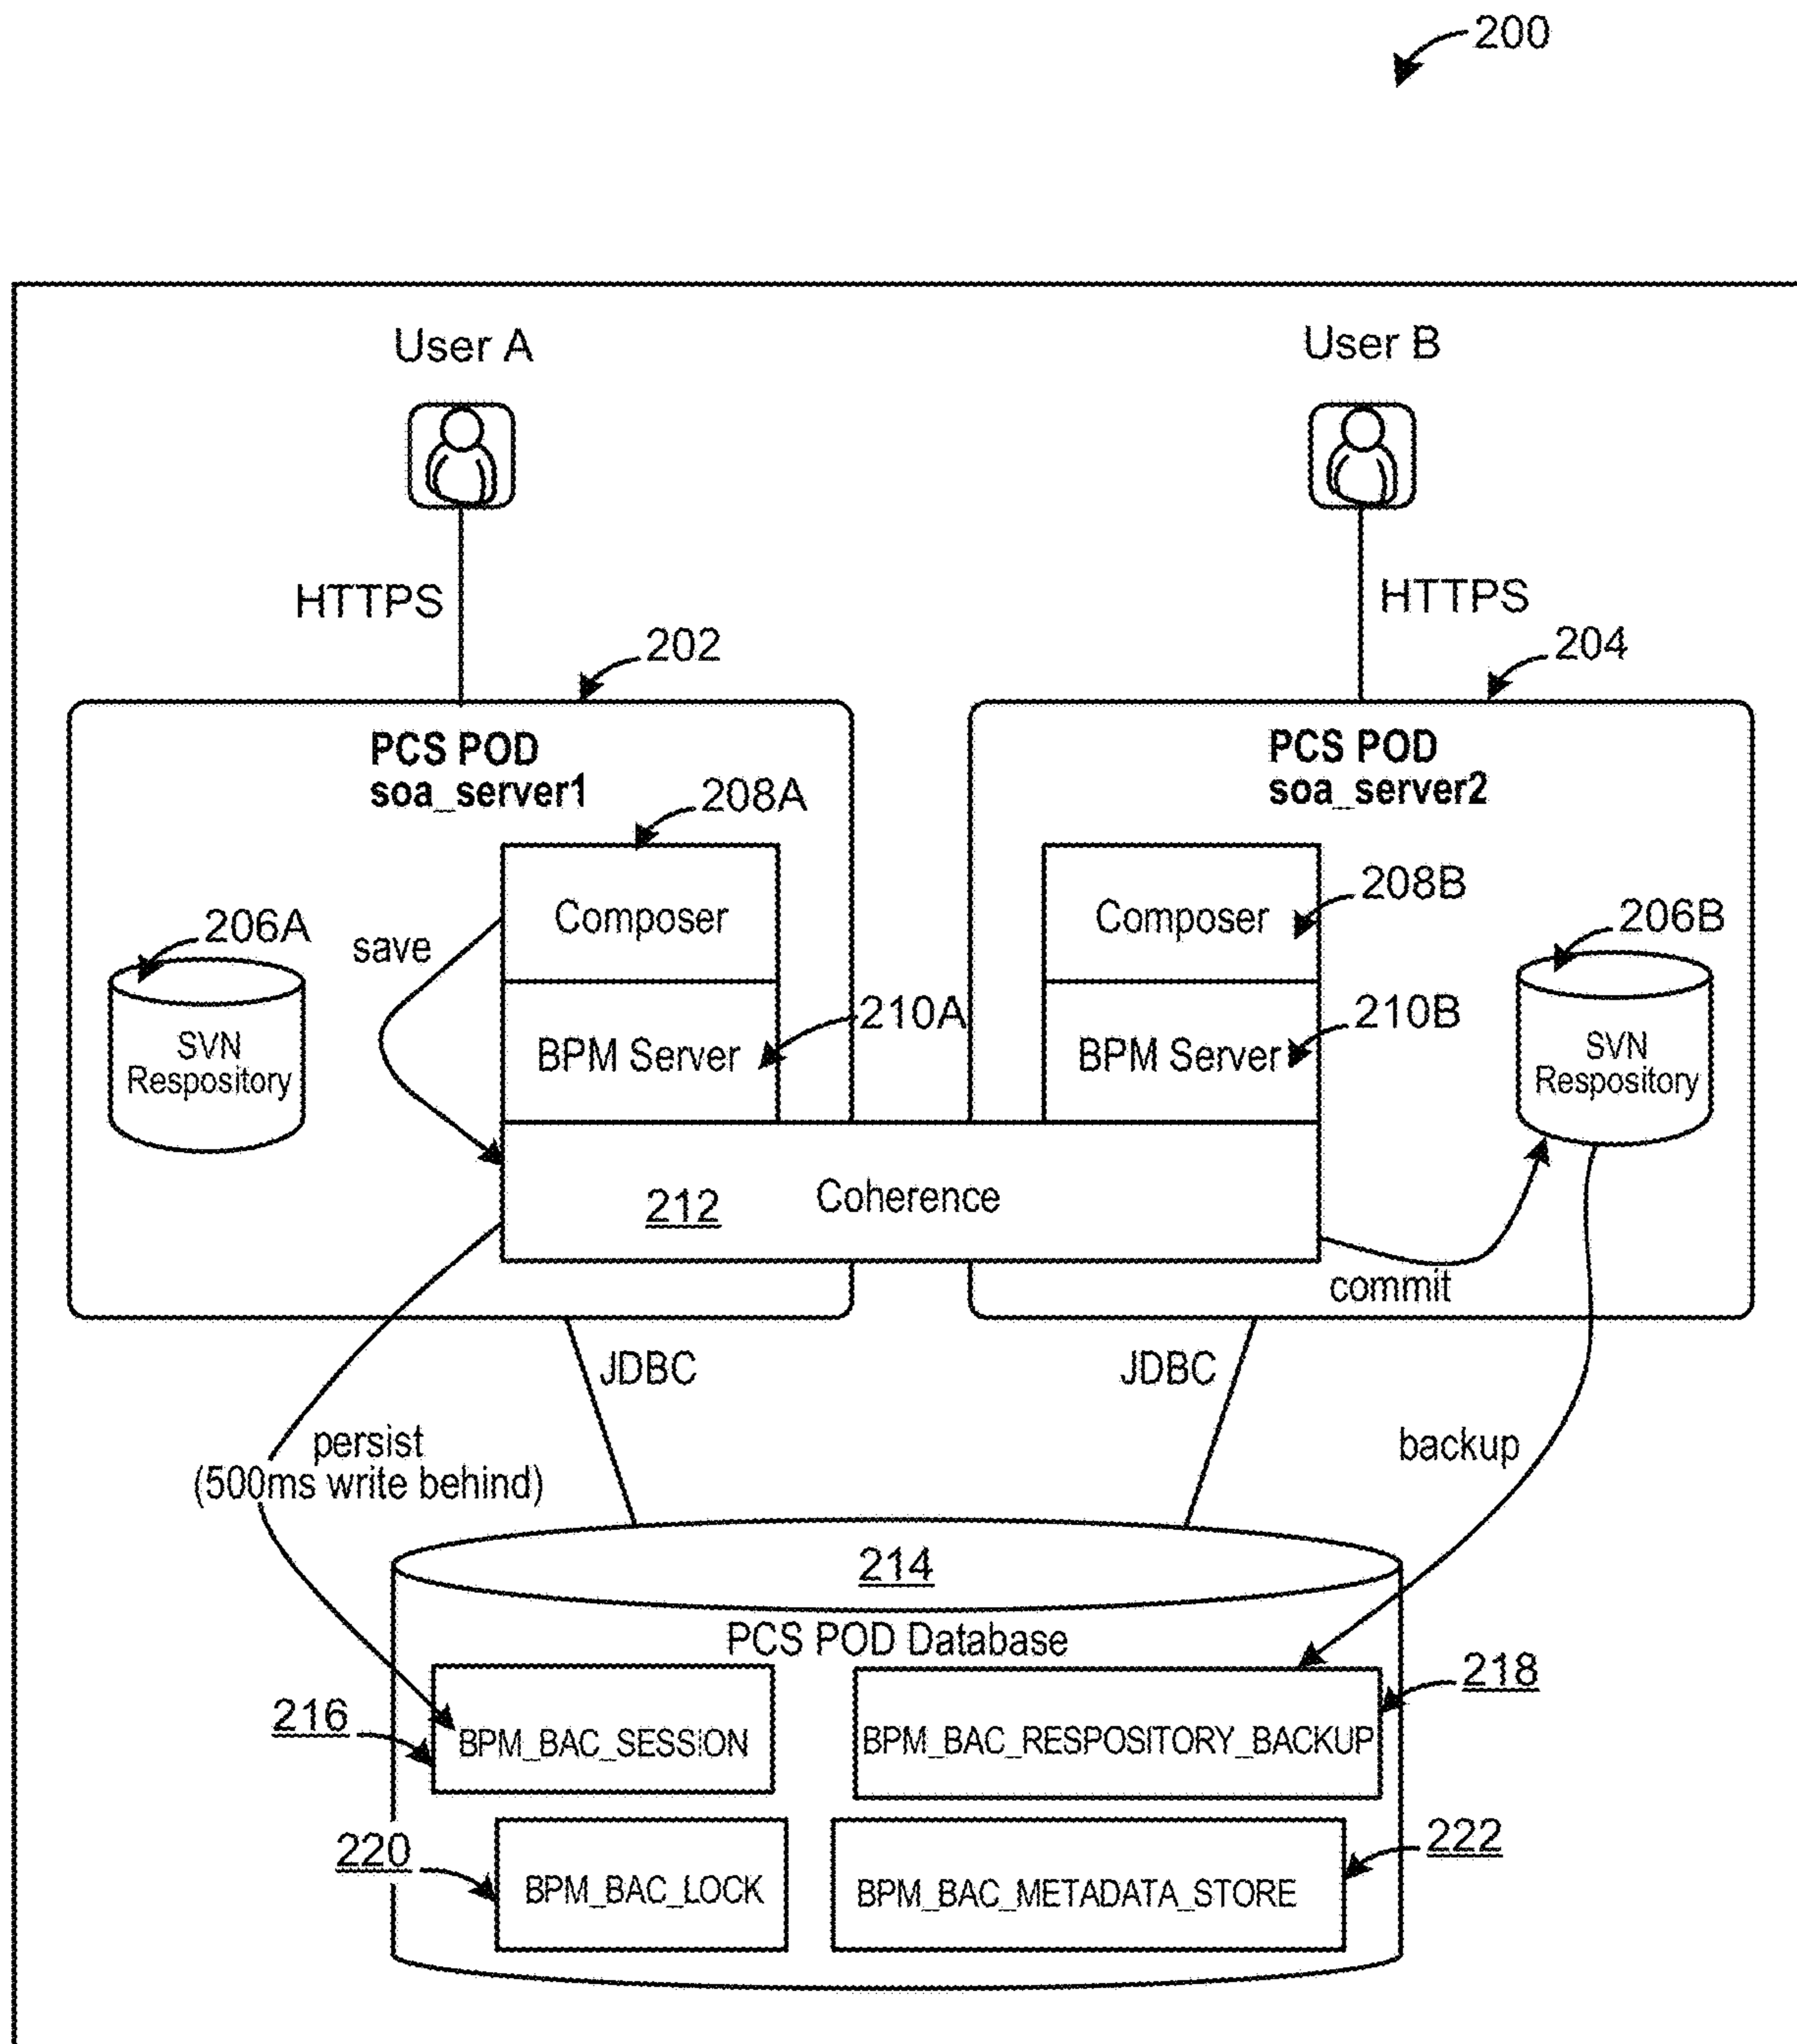 200
User A
User B
HTTPS
HTTPS
202
204
PCS POD
soa_server1
PCS POD
soa_server2
208A
208B
206A
206B
save
Composer
Composer
210A
210B
SVN
Respository
BPM Server
BPM Server
SVN
Respository
212
Coherence
commit
JDBC
JDBC
persist
(500ms write behind)
backup
214
PCS POD Database
216
218
BPM_BAC_SESSION
BPM_BAC_RESPOSITORY_BACKUP
220
222
BPM_BAC_LOCK
BPM_BAC_METADATA_STORE